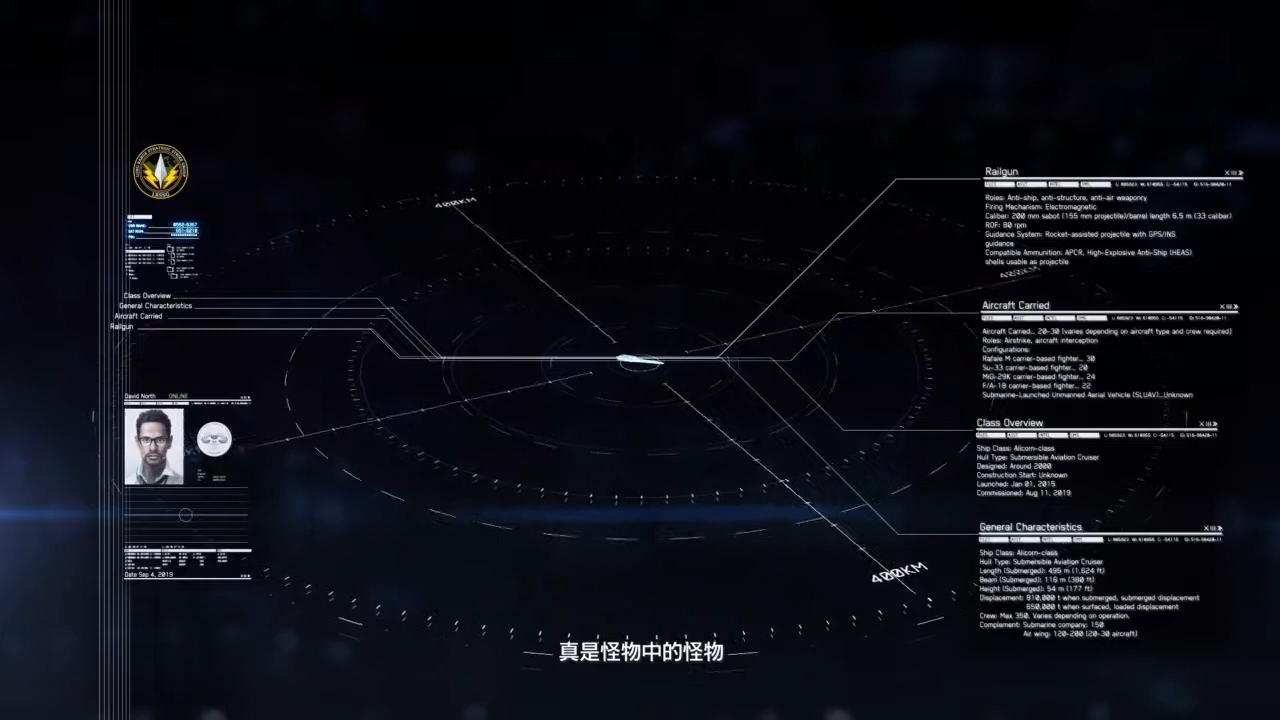 LONG RANGE STRATEGIC STRIKE GROUP
LRSSG
Class Overview
General Characteristics
Aircraft Carried
Railgun
David North ONLINE
Date Sep 4, 2019
400KM
400KM
400KM
Railgun
Roles: Anti-ship, anti-structure, anti-air weaponry
Firing Mechanism: Electromagnetic
Caliber: 200 mm sabot (155 mm projectile)/barrel length 6.5 m (33 caliber)
ROF: 80 rpm
Guidance System: Rocket-assisted projectile with GPS/INS
guidance
Compatible Ammunition: APCR, High-Explosive Anti-Ship (HEAS)
shells usable as projectile
Aircraft Carried
Aircraft Carried... 20-30 (varies depending on aircraft type and crew required)
Roles: Airstrike, aircraft interception
Configurations:
Rafale M carrier-based fighter... 30
Su-33 carrier-based fighter... 20
MiG-29K carrier-based fighter... 24
F/A-18 carrier-based fighter... 22
Submarine-Launched Unmanned Aerial Vehicle (SLUAV)...Unknown
Class Overview
Ship Class: Alicorn-class
Hull Type: Submersible Aviation Cruiser
Designed: Around 2000
Construction Start: Unknown
Launched: Jan 01, 2015
Commissioned: Aug 11, 2019
General Characteristics
Ship Class: Alicorn-class
Hull Type: Submersible Aviation Cruiser
Length (Submerged): 495 m (1,624 ft)
Beam (Submerged): 116 m (380 ft)
Height (Submerged): 54 m (177 ft)
Displacement: 810,000 t when submerged, submerged displacement
650,000 t when surfaced, loaded displacement
Crew: Max 350. Varies depending on operation.
Complement: Submarine company: 150
Air wing: 120-200 (20-30 aircraft)
真是怪物中的怪物